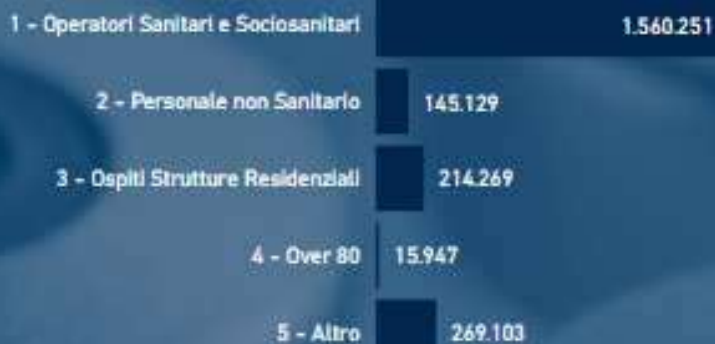 1 - Operatori Sanitari e Sociosanitari 1.560.251
2 - Personale non Sanitario 145.129
3 - Ospiti Strutture Residenziali 214.269
4 - Over 80 15.947
5 - Altro 269.103